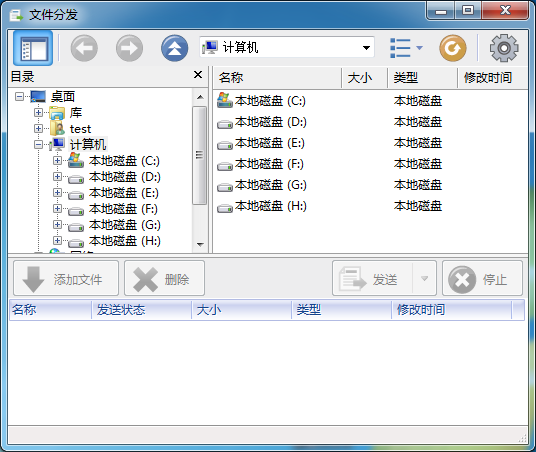 文件分发
计算机
目录
桌面
库
test
计算机
本地磁盘 (C:)
本地磁盘 (D:)
本地磁盘 (E:)
本地磁盘 (F:)
本地磁盘 (G:)
本地磁盘 (H:)
名称 大小 类型 修改时间
本地磁盘 (C:) 本地磁盘
本地磁盘 (D:) 本地磁盘
本地磁盘 (E:) 本地磁盘
本地磁盘 (F:) 本地磁盘
本地磁盘 (G:) 本地磁盘
本地磁盘 (H:) 本地磁盘
添加文件 删除 发送 停止
名称 发送状态 大小 类型 修改时间